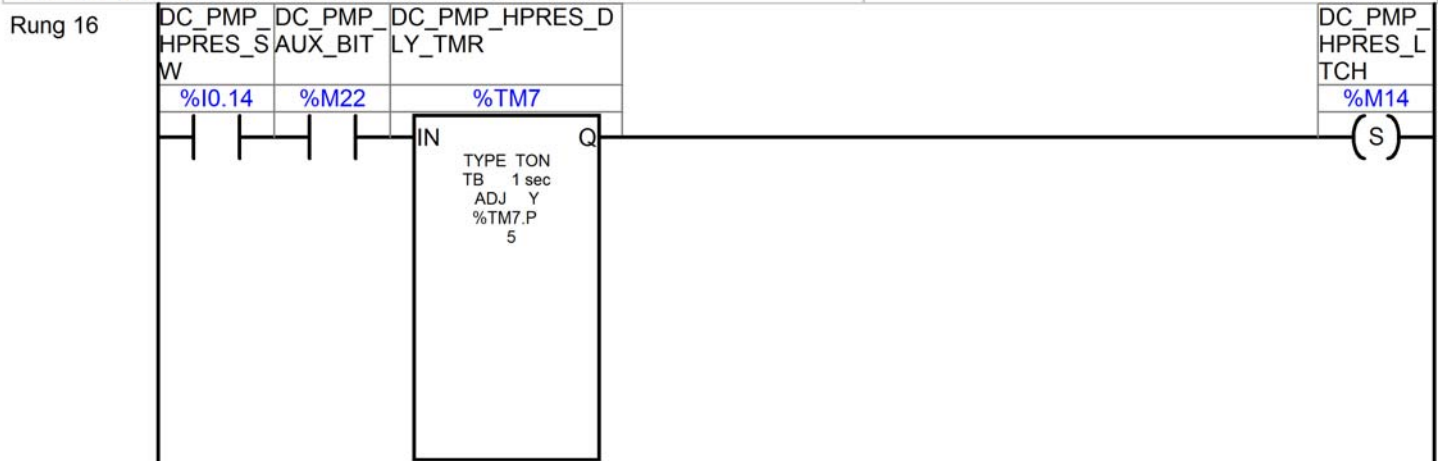 Rung 16
DC_PMP_
HPRES_S
W
DC_PMP_
AUX_BIT
DC_PMP_HPRES_D
LY_TMR
DC_PMP_
HPRES_L
TCH
%I0.14
%M22
%TM7
%M14
IN
Q
S
TYPE TON
TB 1 sec
ADJ Y
%TM7.P
5